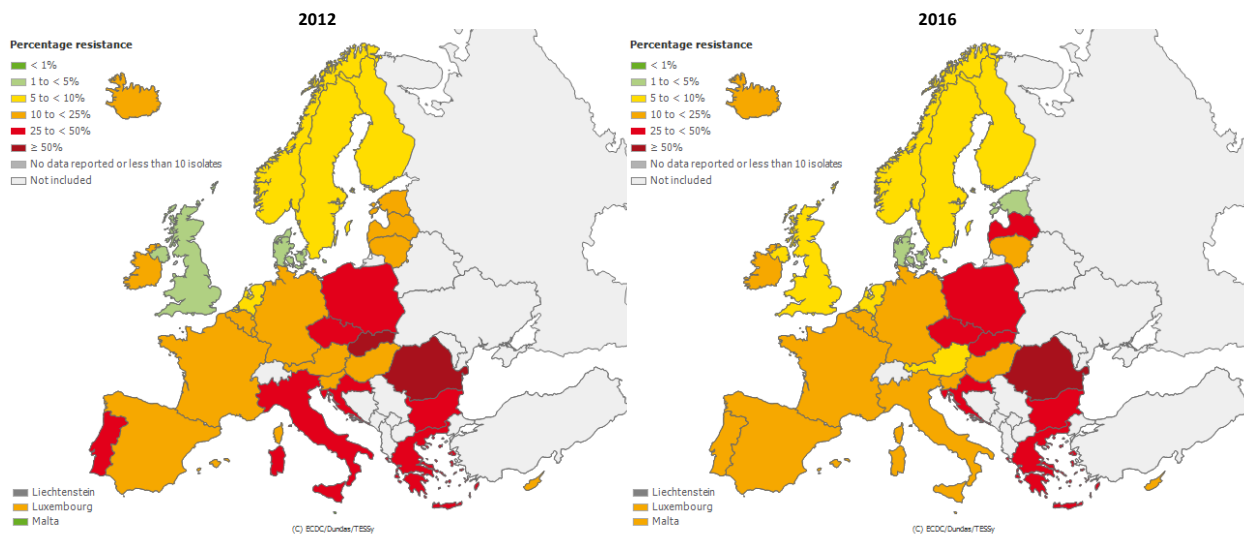 2012
Percentage resistance
< 1%
1 to < 5%
5 to < 10%
10 to < 25%
25 to < 50%
≥ 50%
No data reported or less than 10 isolates
Not included
Liechtenstein
Luxembourg
Malta
(C) ECDC/Dundas/TESSy
2016
Percentage resistance
< 1%
1 to < 5%
5 to < 10%
10 to < 25%
25 to < 50%
≥ 50%
No data reported or less than 10 isolates
Not included
Liechtenstein
Luxembourg
Malta
(C) ECDC/Dundas/TESSy